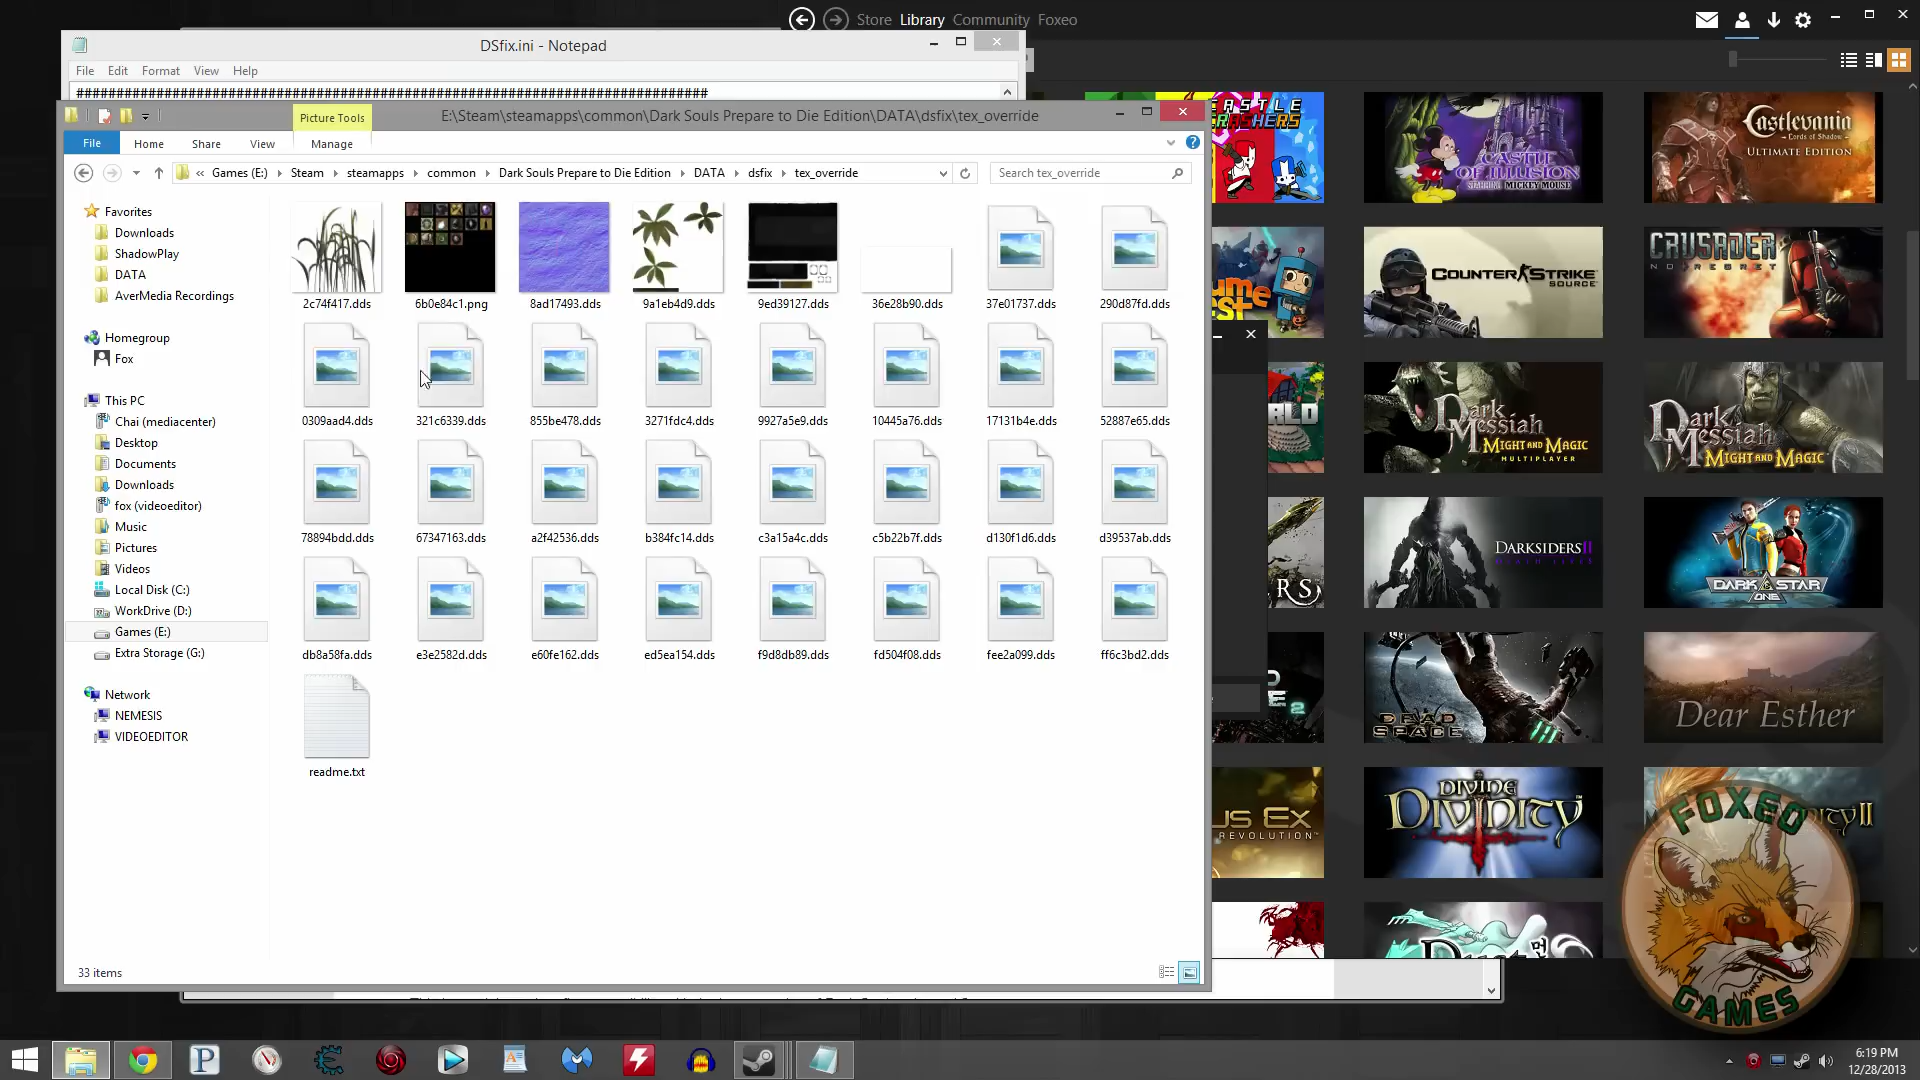 Store Library Community Foxeo
DSfix.ini - Notepad
File Edit Format View Help
###############################################################################
Picture Tools
E:\Steam\steamapps\common\Dark Souls Prepare to Die Edition\DATA\dsfix\tex_override
File Home Share View Manage
« Games (E:) Steam steamapps common Dark Souls Prepare to Die Edition DATA dsfix tex_override
Search tex_override
Favorites
Downloads
ShadowPlay
DATA
AverMedia Recordings
Homegroup
Fox
This PC
Chai (mediacenter)
Desktop
Documents
Downloads
fox (videoeditor)
Music
Pictures
Videos
Local Disk (C:)
WorkDrive (D:)
Games (E:)
Extra Storage (G:)
Network
NEMESIS
VIDEOEDITOR
2c74f417.dds 6b0e84c1.png 8ad17493.dds 9a1eb4d9.dds 9ed39127.dds 36e28b90.dds 37e01737.dds 290d87fd.dds
0309aad4.dds 321c6339.dds 855be478.dds 3271fdc4.dds 9927a5e9.dds 10445a76.dds 17131b4e.dds 52887e65.dds
78894bdd.dds 67347163.dds a2f42536.dds b384fc14.dds c3a15a4c.dds c5b22b7f.dds d130f1d6.dds d39537ab.dds
db8a58fa.dds e3e2582d.dds e60fe162.dds ed5ea154.dds f9d8db89.dds fd504f08.dds fee2a099.dds ff6c3bd2.dds
readme.txt
33 items
CASTLE OF ILLUSION
STARRING MICKEY MOUSE
Castlevania
Lords of Shadow
ULTIMATE EDITION
COUNTER STRIKE
SOURCE
CRUSADER
NO REGRET
Dark Messiah
MIGHT AND MAGIC
MULTIPLAYER
Dark Messiah
MIGHT AND MAGIC
DARKSIDERS II
DEATH LIVES
DARK STAR
ONE
DEAD SPACE
Dear Esther
US EX
REVOLUTION
DIVINE DIVINITY
Dust
FOXEO
GAMES
6:19 PM
12/28/2013